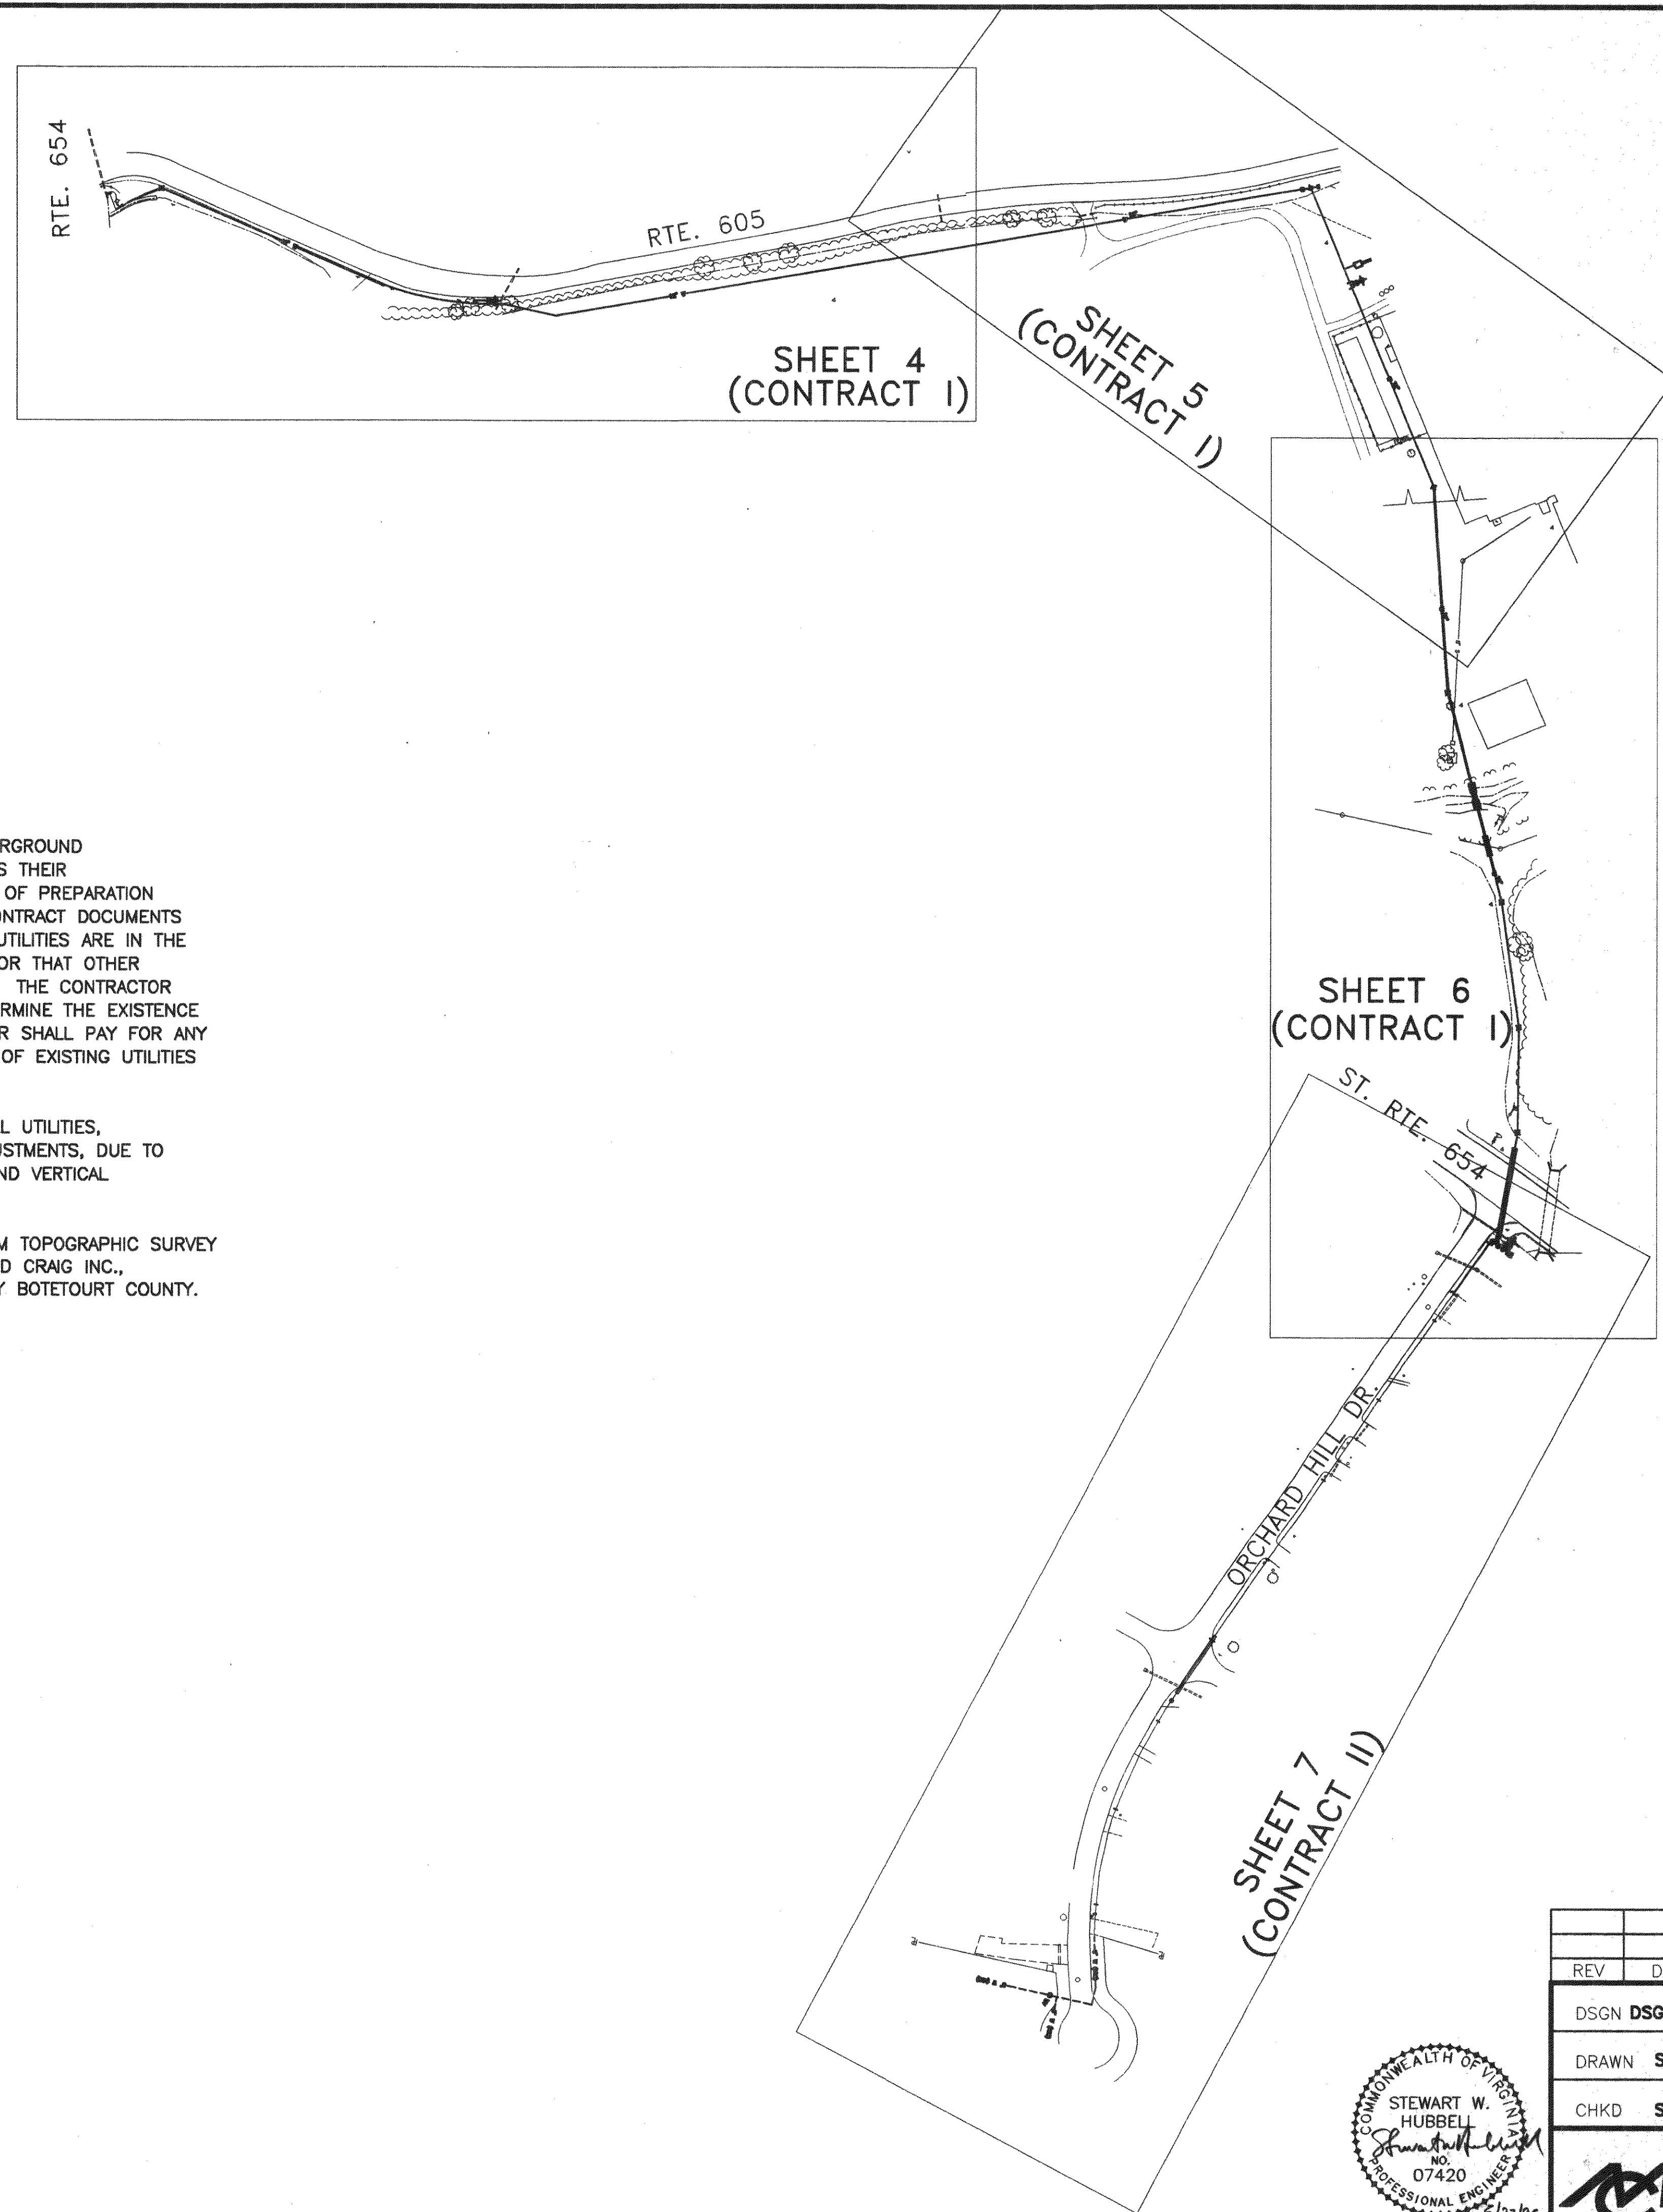 RTE. 654
RTE. 605
SHEET 4
(CONTRACT I)
SHEET 5
(CONTRACT I)
RGROUND
S THEIR
OF PREPARATION
ONTRACT DOCUMENTS
UTILITIES ARE IN THE
OR THAT OTHER
THE CONTRACTOR
ERMINE THE EXISTENCE
R SHALL PAY FOR ANY
OF EXISTING UTILITIES
L UTILITIES,
USTMENTS, DUE TO
ND VERTICAL
M TOPOGRAPHIC SURVEY
D CRAIG INC.,
Y BOTETOURT COUNTY.
SHEET 6
(CONTRACT I)
ST. RTE. 654
ORCHARD HILL DR.
SHEET 7
(CONTRACT II)
REV D
DSGN DSG
DRAWN S
CHKD S
COMMONWEALTH OF VIRGINIA
STEWART W.
HUBBELL
Stewart W Hubbell
NO.
07420
PROFESSIONAL ENGINEER